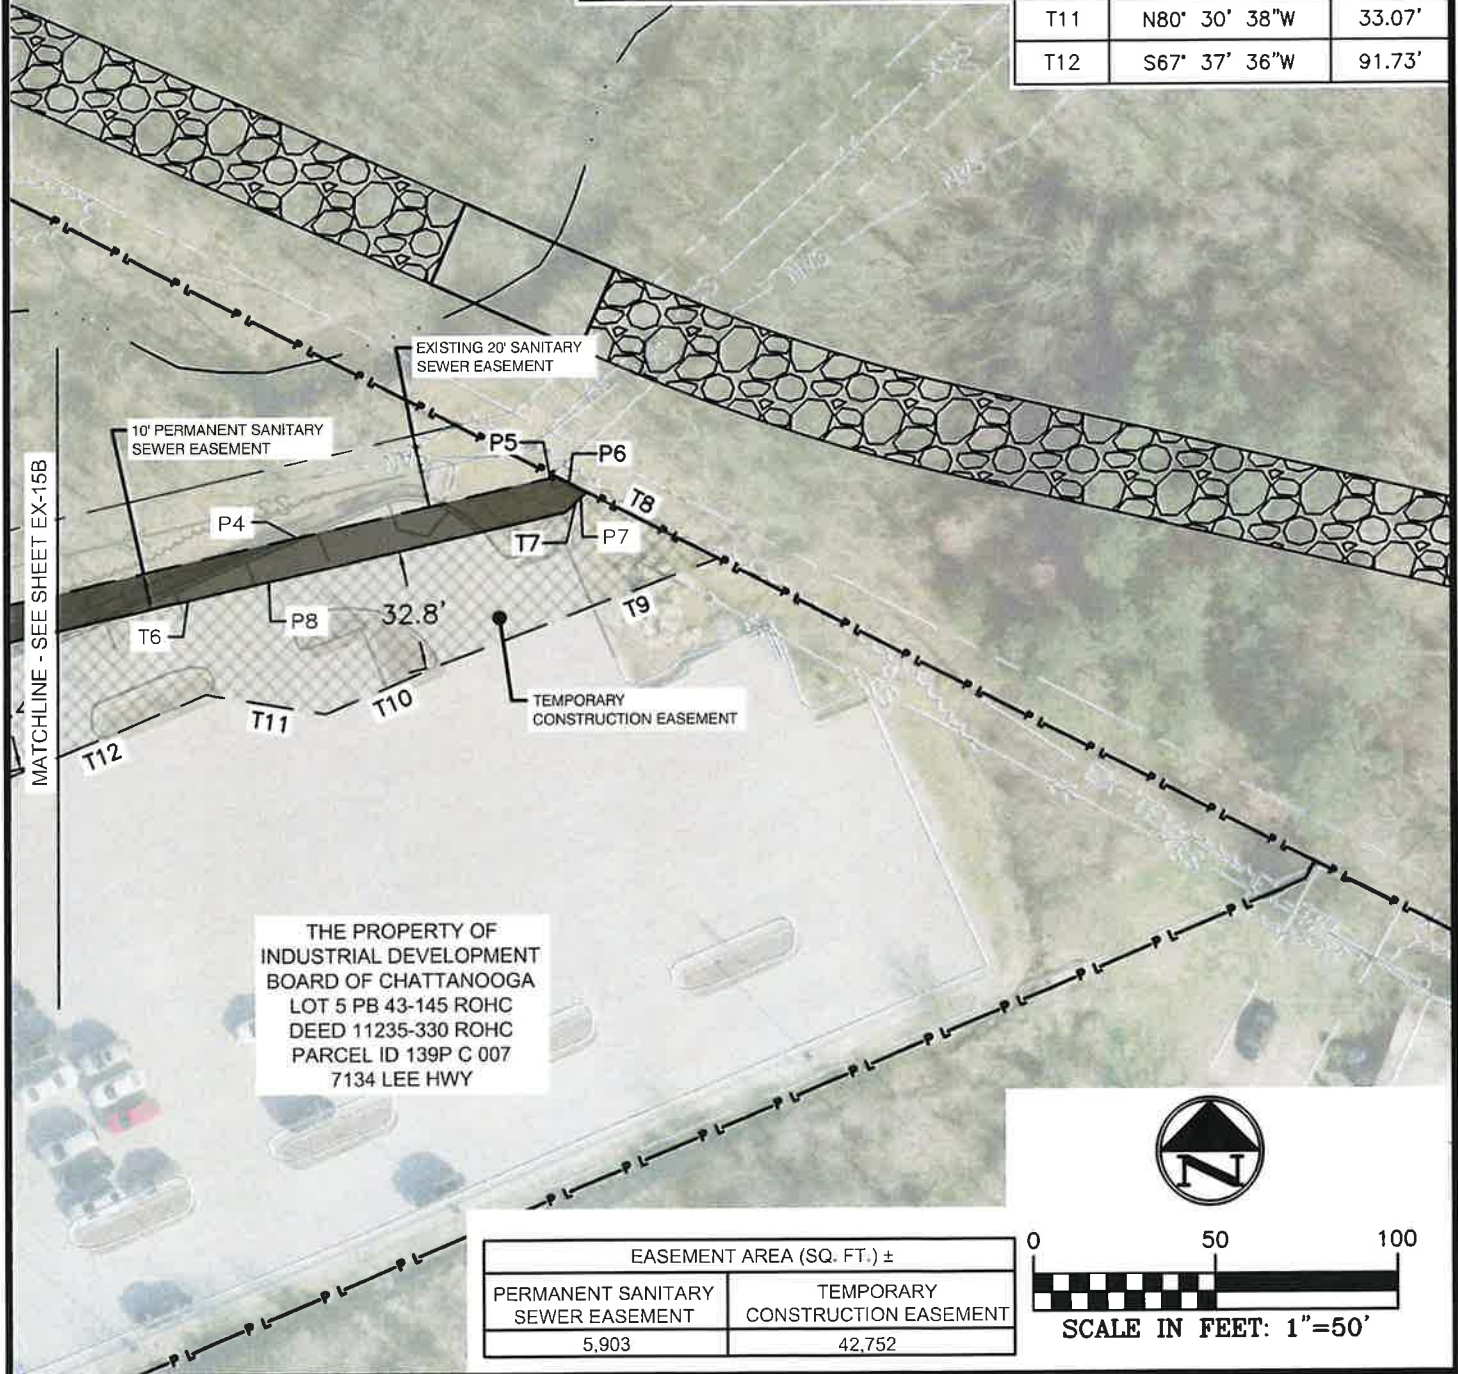 T11 N80° 30' 38"W 33.07'
T12 S67° 37' 36"W 91.73'
EXISTING 20' SANITARY
SEWER EASEMENT
10' PERMANENT SANITARY
SEWER EASEMENT
P5
P6
T8
P4
T7
P7
T9
32.8'
P8
T6
T10
T11
T12
TEMPORARY
CONSTRUCTION EASEMENT
MATCHLINE - SEE SHEET EX-15B
THE PROPERTY OF
INDUSTRIAL DEVELOPMENT
BOARD OF CHATTANOOGA
LOT 5 PB 43-145 ROHC
DEED 11235-330 ROHC
PARCEL ID 139P C 007
7134 LEE HWY
P L P L P L P L P L P L P L P L
P L P L P L P L P L P L P L P L P L P L P L P L P L P L
P L P L P L P L P L P L P L P L P L P L P L P L P L P L P L
N
EASEMENT AREA (SQ. FT.) ±
PERMANENT SANITARY
SEWER EASEMENT
TEMPORARY
CONSTRUCTION EASEMENT
5,903 42,752
0 50 100
SCALE IN FEET: 1"=50'